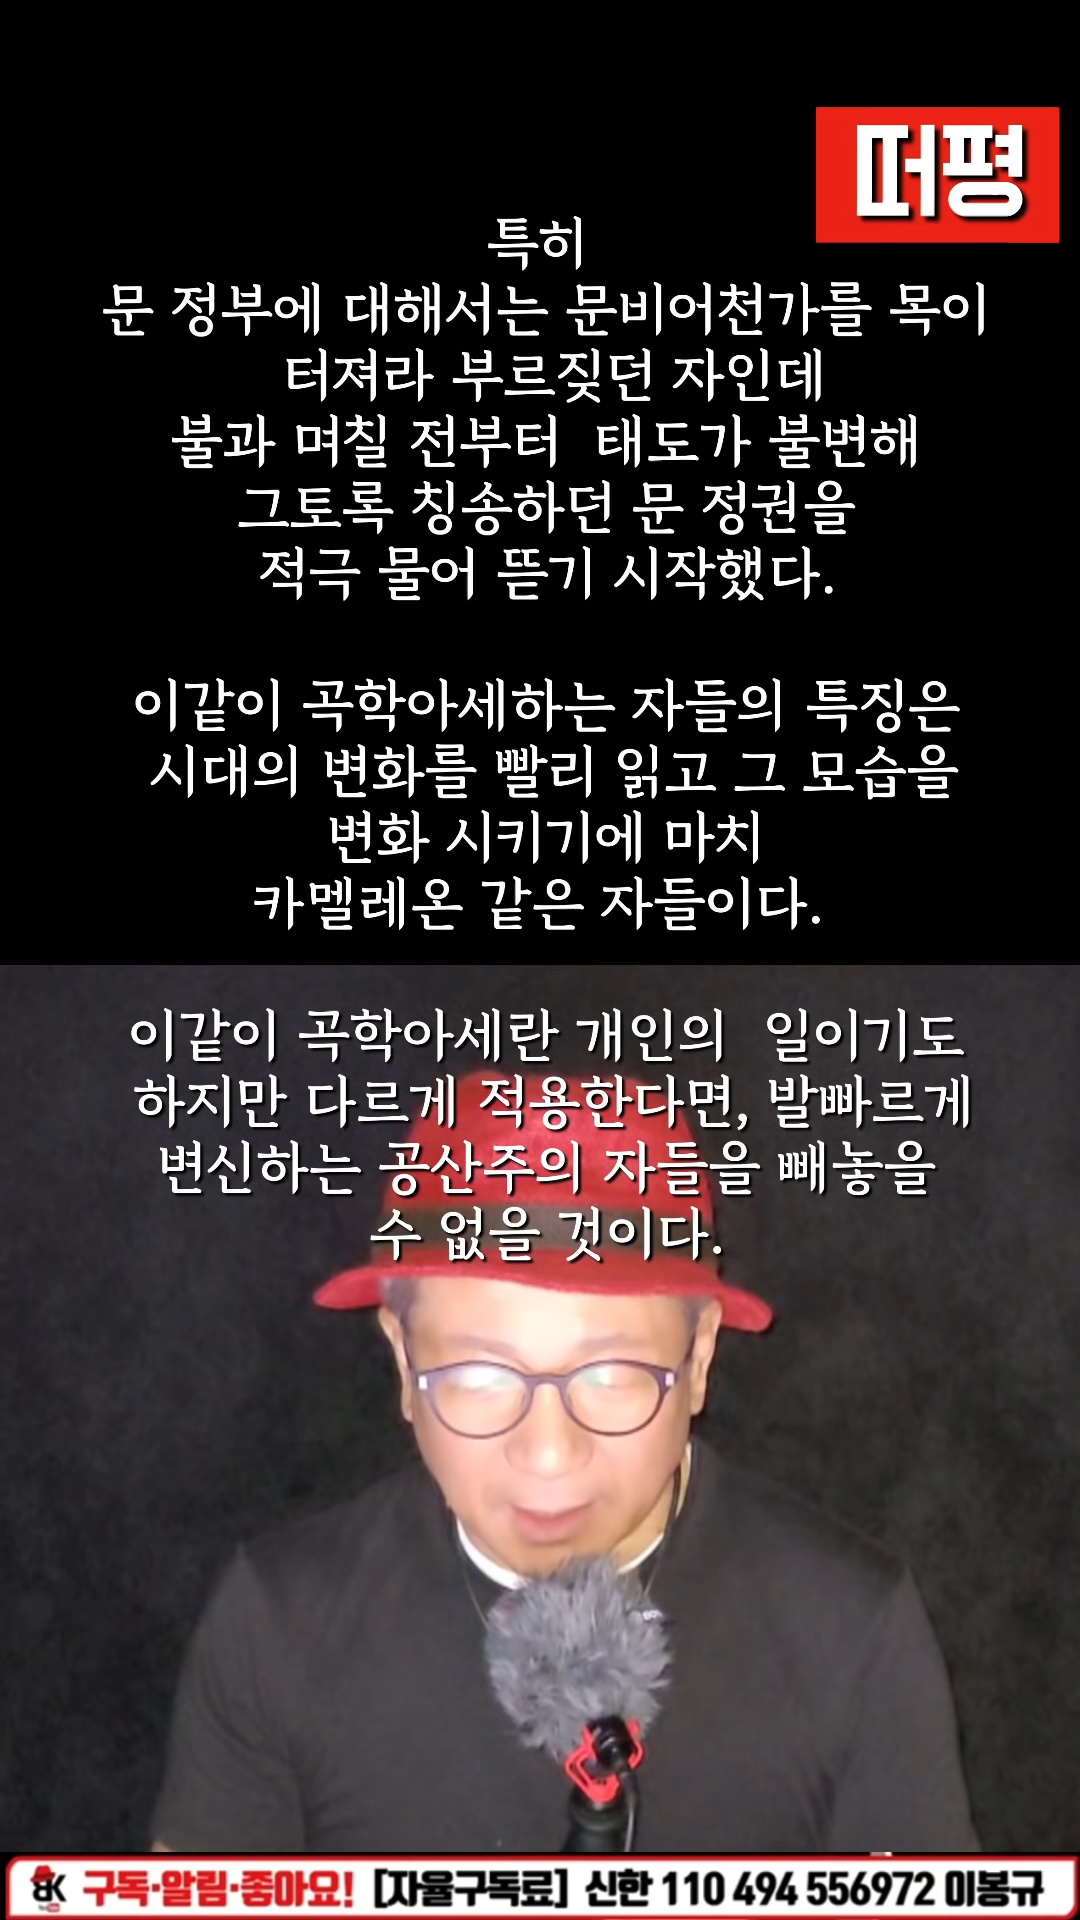 떠평
특히
문 정부에 대해서는 문비어천가를 목이
터져라 부르짖던 자인데
불과 며칠 전부터 태도가 불변해
그토록 칭송하던 문 정권을
적극 물어 뜯기 시작했다.
이같이 곡학아세하는 자들의 특징은
시대의 변화를 빨리 읽고 그 모습을
변화 시키기에 마치
카멜레온 같은 자들이다.
이같이 곡학아세란 개인의 일이기도
하지만 다르게 적용한다면, 발빠르게
변신하는 공산주의 자들을 빼놓을
수 없을 것이다.
BK 구독·알림·좋아요! [자율구독료] 신한 110 494 556972 이봉규